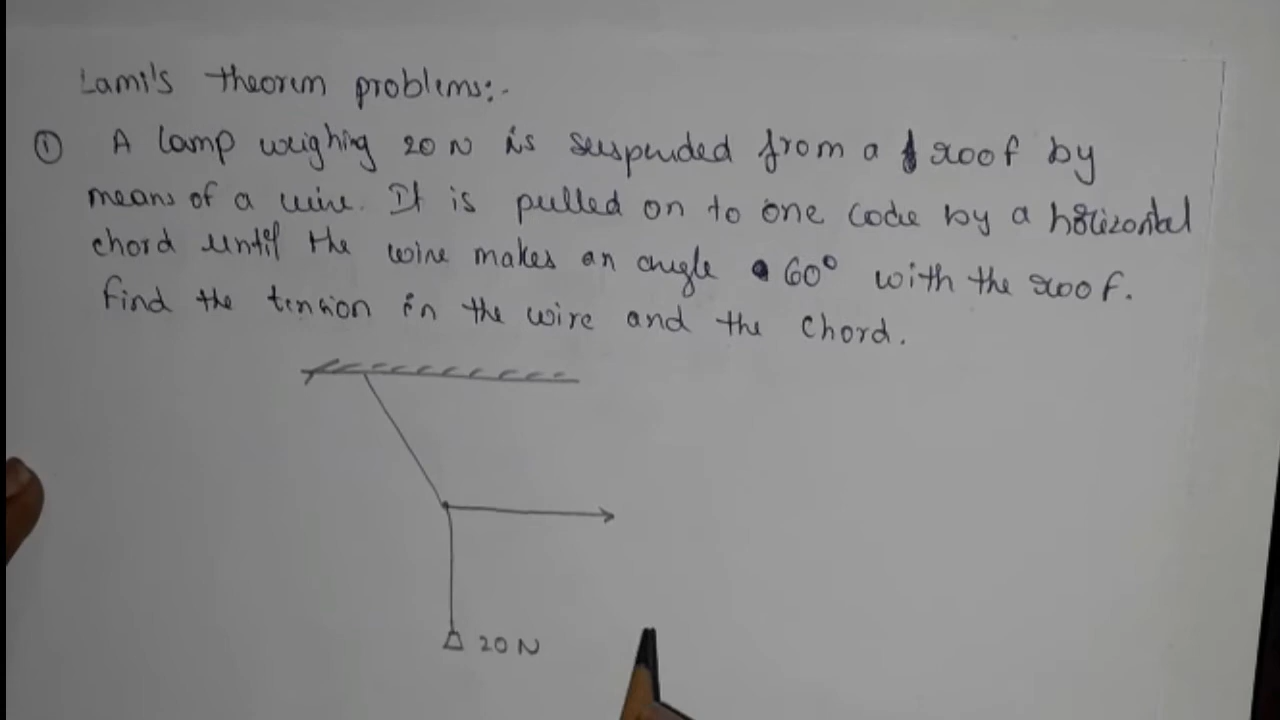 Lami's theorem problems:-
① A lamp weighing 20 N is suspended from a roof by
means of a wire. It is pulled on to one code by a horizontal
chord until the wire makes an angle 60° with the roof.
Find the tension in the wire and the chord.
20 N